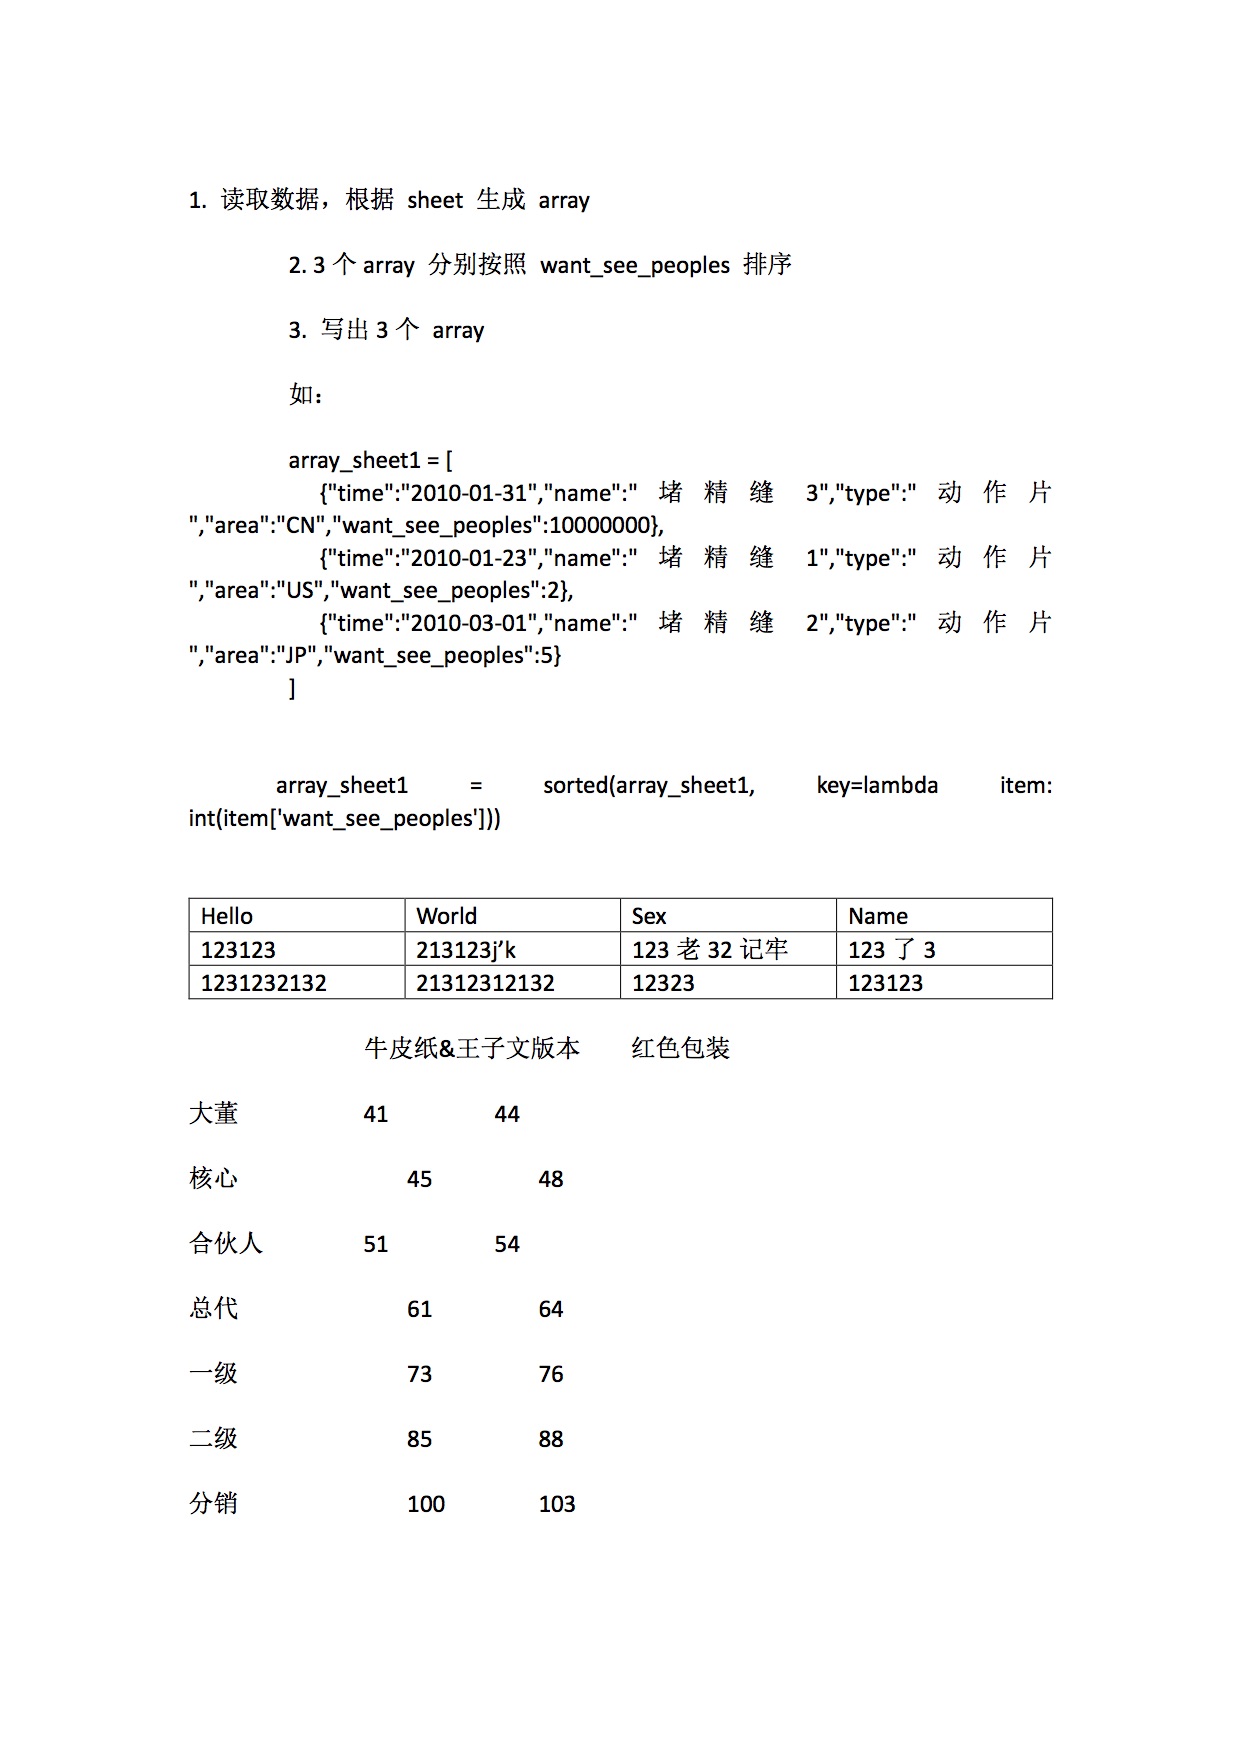 1. 读取数据，根据 sheet 生成 array
2. 3 个 array 分别按照 want_see_peoples 排序
3. 写出 3 个 array
如：
array_sheet1 = [
{"time":"2010-01-31","name":" 堵 精 缝 3","type":" 动 作 片
","area":"CN","want_see_peoples":10000000},
{"time":"2010-01-23","name":" 堵 精 缝 1","type":" 动 作 片
","area":"US","want_see_peoples":2},
{"time":"2010-03-01","name":" 堵 精 缝 2","type":" 动 作 片
","area":"JP","want_see_peoples":5}
]
array_sheet1 = sorted(array_sheet1, key=lambda item:
int(item['want_see_peoples']))
Hello World Sex Name
123123 213123j’k 123 老 32 记牢 123 了 3
1231232132 21312312132 12323 123123
牛皮纸&王子文版本 红色包装
大董 41 44
核心 45 48
合伙人 51 54
总代 61 64
一级 73 76
二级 85 88
分销 100 103